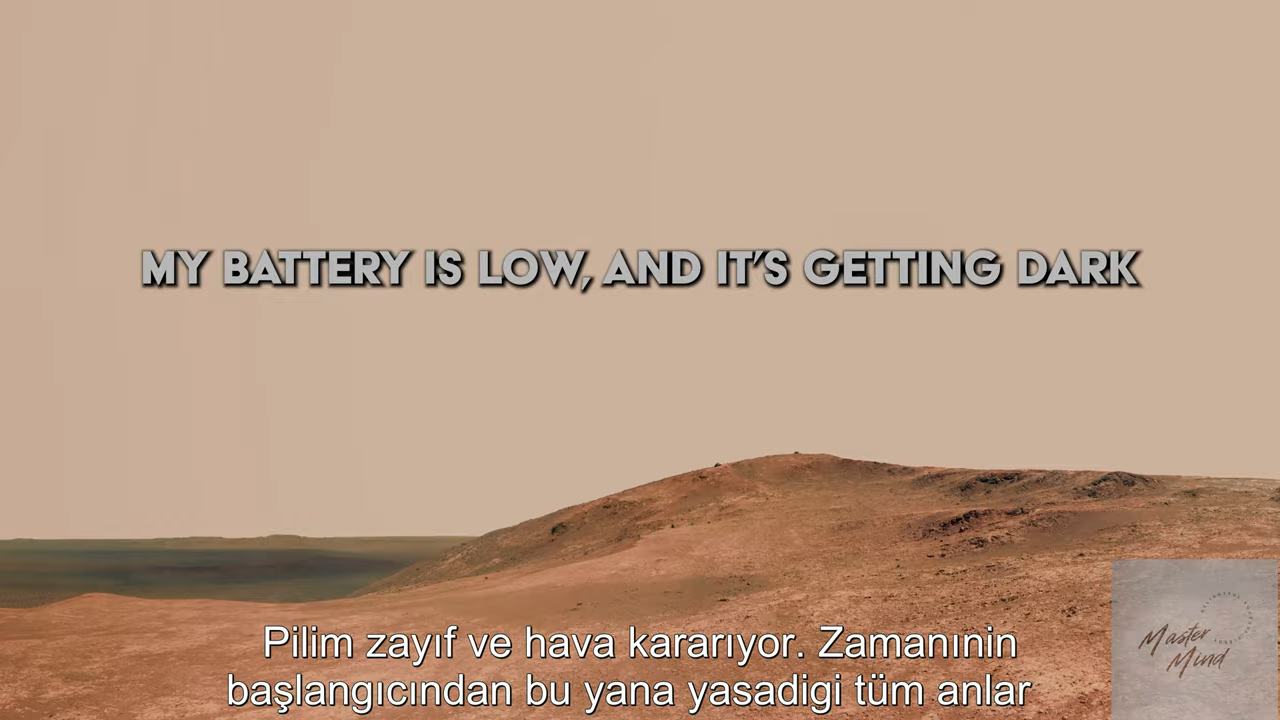 MY BATTERY IS LOW, AND IT'S GETTING DARK
Pilim zayıf ve hava kararıyor. Zamanının
başlangıcından bu yana yasadigi tüm anlar
Master
Mind